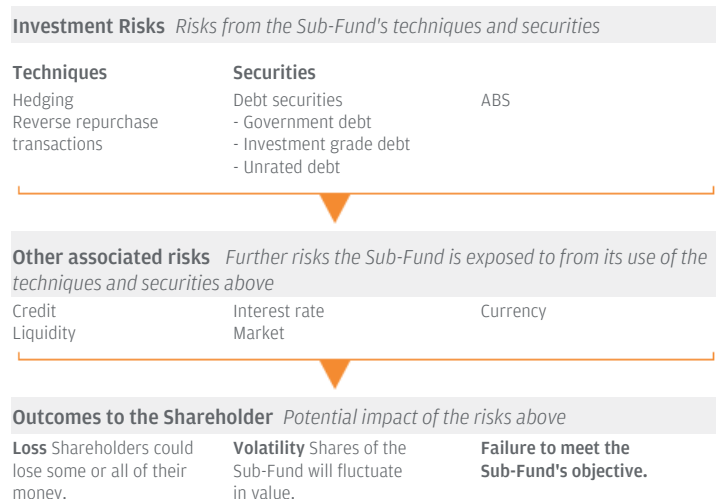 Investment Risks Risks from the Sub-Fund's techniques and securities
Techniques
Hedging
Reverse repurchase
transactions
Securities
Debt securities
- Government debt
- Investment grade debt
- Unrated debt
ABS
Other associated risks Further risks the Sub-Fund is exposed to from its use of the
techniques and securities above
Credit
Liquidity
Interest rate
Market
Currency
Outcomes to the Shareholder Potential impact of the risks above
Loss Shareholders could
lose some or all of their
money.
Volatility Shares of the
Sub-Fund will fluctuate
in value.
Failure to meet the
Sub-Fund's objective.